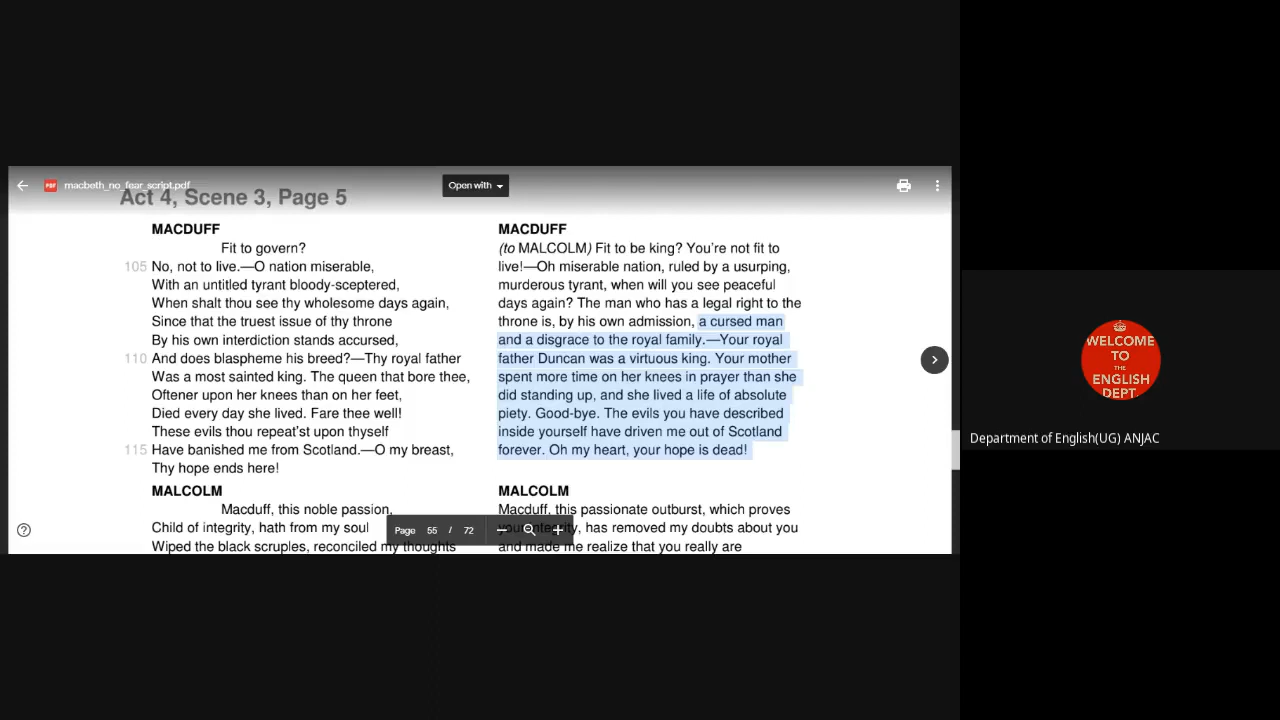 macbeth_no_fear_script.pdf
Open with
Act 4, Scene 3, Page 5
MACDUFF
Fit to govern?
105 No, not to live.—O nation miserable,
With an untitled tyrant bloody-sceptered,
When shalt thou see thy wholesome days again,
Since that the truest issue of thy throne
By his own interdiction stands accursed,
110 And does blaspheme his breed?—Thy royal father
Was a most sainted king. The queen that bore thee,
Oftener upon her knees than on her feet,
Died every day she lived. Fare thee well!
These evils thou repeat’st upon thyself
115 Have banished me from Scotland.—O my breast,
Thy hope ends here!
MALCOLM
Macduff, this noble passion,
Child of integrity, hath from my soul
Wiped the black scruples, reconciled my thoughts
MACDUFF
(to MALCOLM) Fit to be king? You’re not fit to
live!—Oh miserable nation, ruled by a usurping,
murderous tyrant, when will you see peaceful
days again? The man who has a legal right to the
throne is, by his own admission, a cursed man
and a disgrace to the royal family.—Your royal
father Duncan was a virtuous king. Your mother
spent more time on her knees in prayer than she
did standing up, and she lived a life of absolute
piety. Good-bye. The evils you have described
inside yourself have driven me out of Scotland
forever. Oh my heart, your hope is dead!
MALCOLM
Macduff, this passionate outburst, which proves
your integrity, has removed my doubts about you
and made me realize that you really are
Page 55 / 72
WELCOME
TO
THE
ENGLISH
DEPT.
Department of English(UG) ANJAC